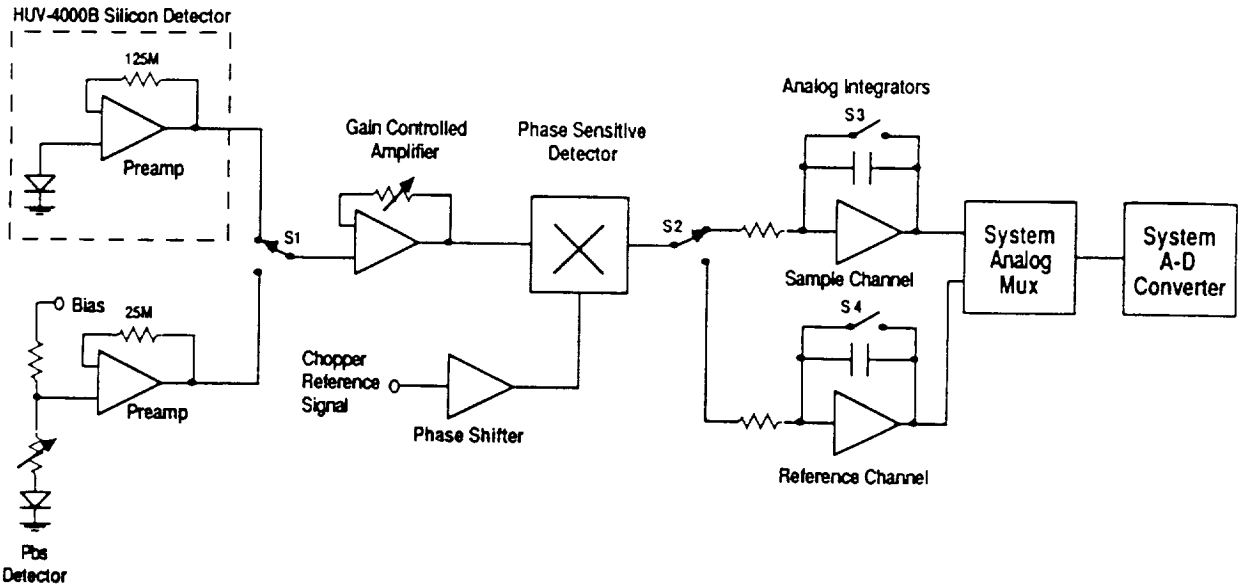 HUV-4000B Silicon Detector
125M
Preamp
Gain Controlled
Amplifier
Phase Sensitive
Detector
Analog Integrators
S3
S1
S2
Sample Channel
System
Analog
Mux
System
A-D
Converter
Bias
25M
Preamp
Chopper
Reference
Signal
Phase Shifter
S4
Reference Channel
Pbs
Detector